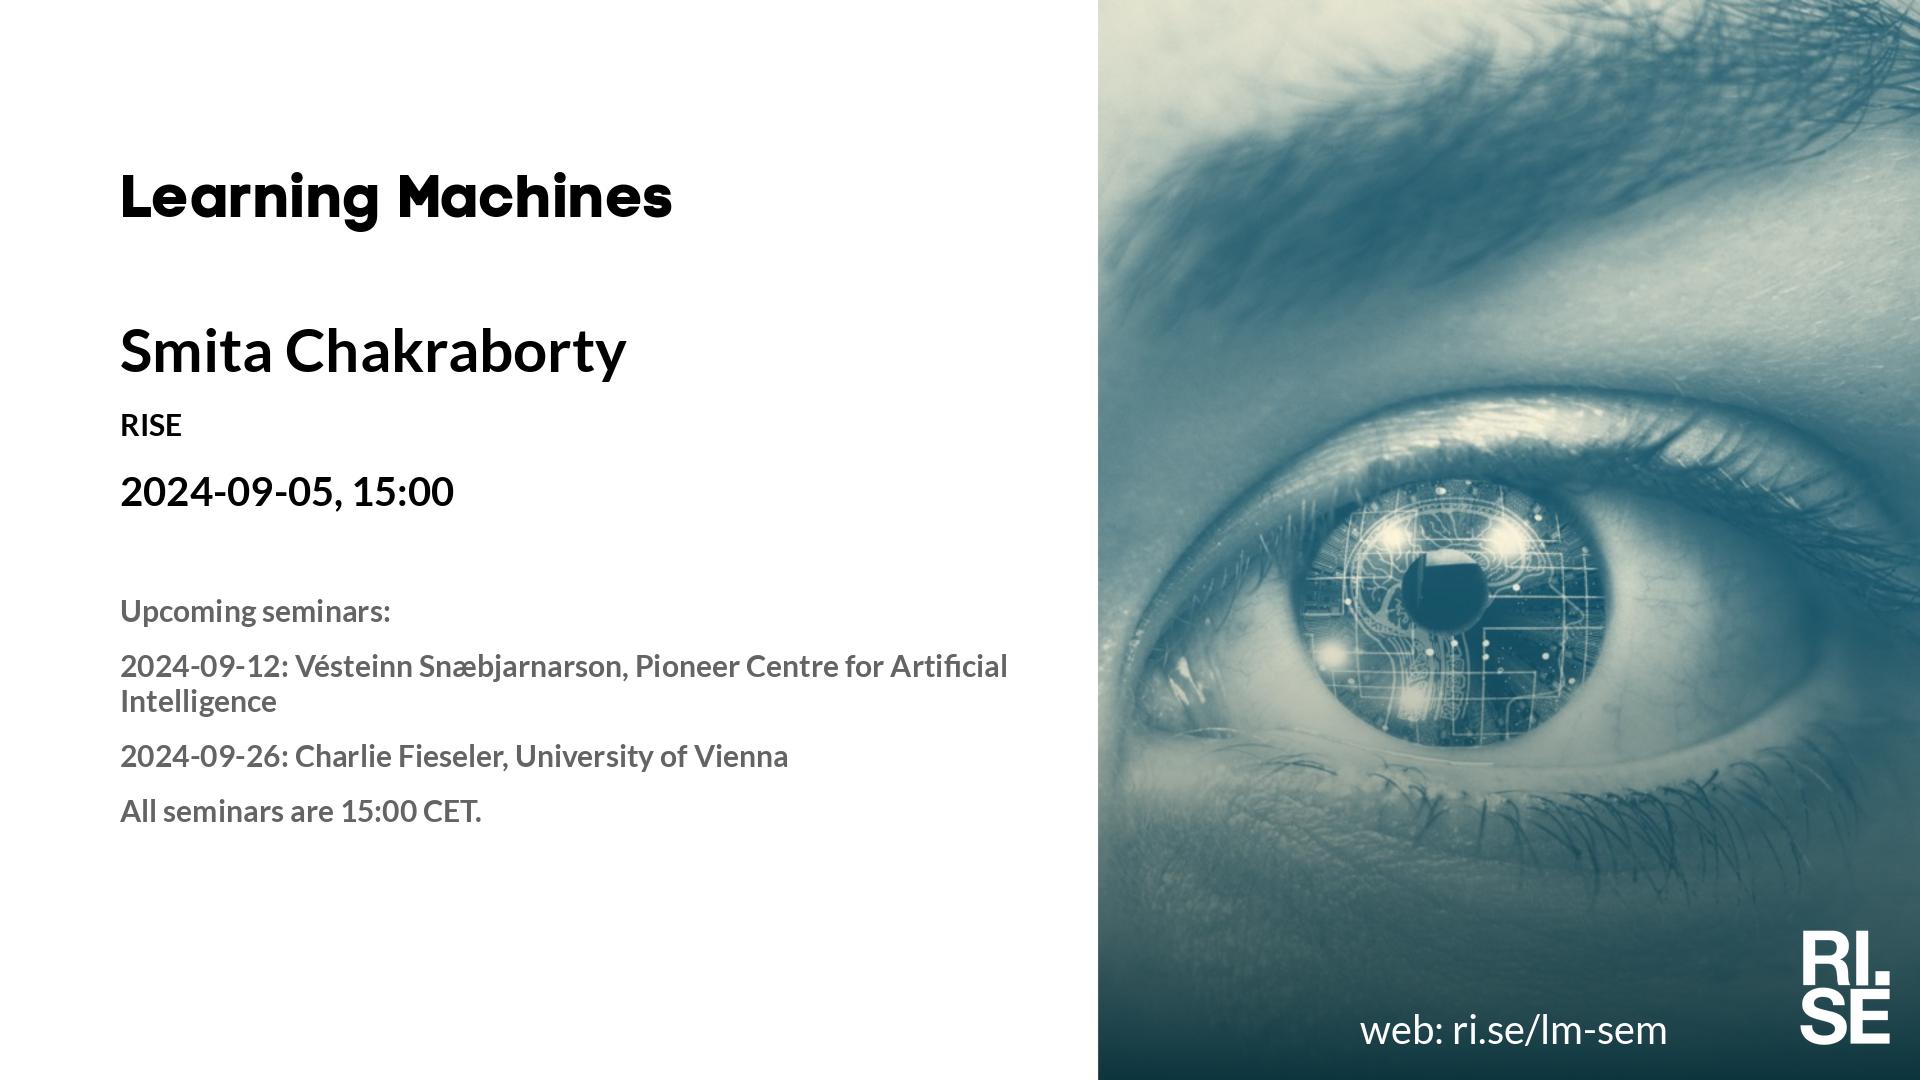 Learning Machines
Smita Chakraborty
RISE
2024-09-05, 15:00
Upcoming seminars:
2024-09-12: Vésteinn Snæbjarnarson, Pioneer Centre for Artificial
Intelligence
2024-09-26: Charlie Fieseler, University of Vienna
All seminars are 15:00 CET.
web: ri.se/lm-sem
RI.
SE